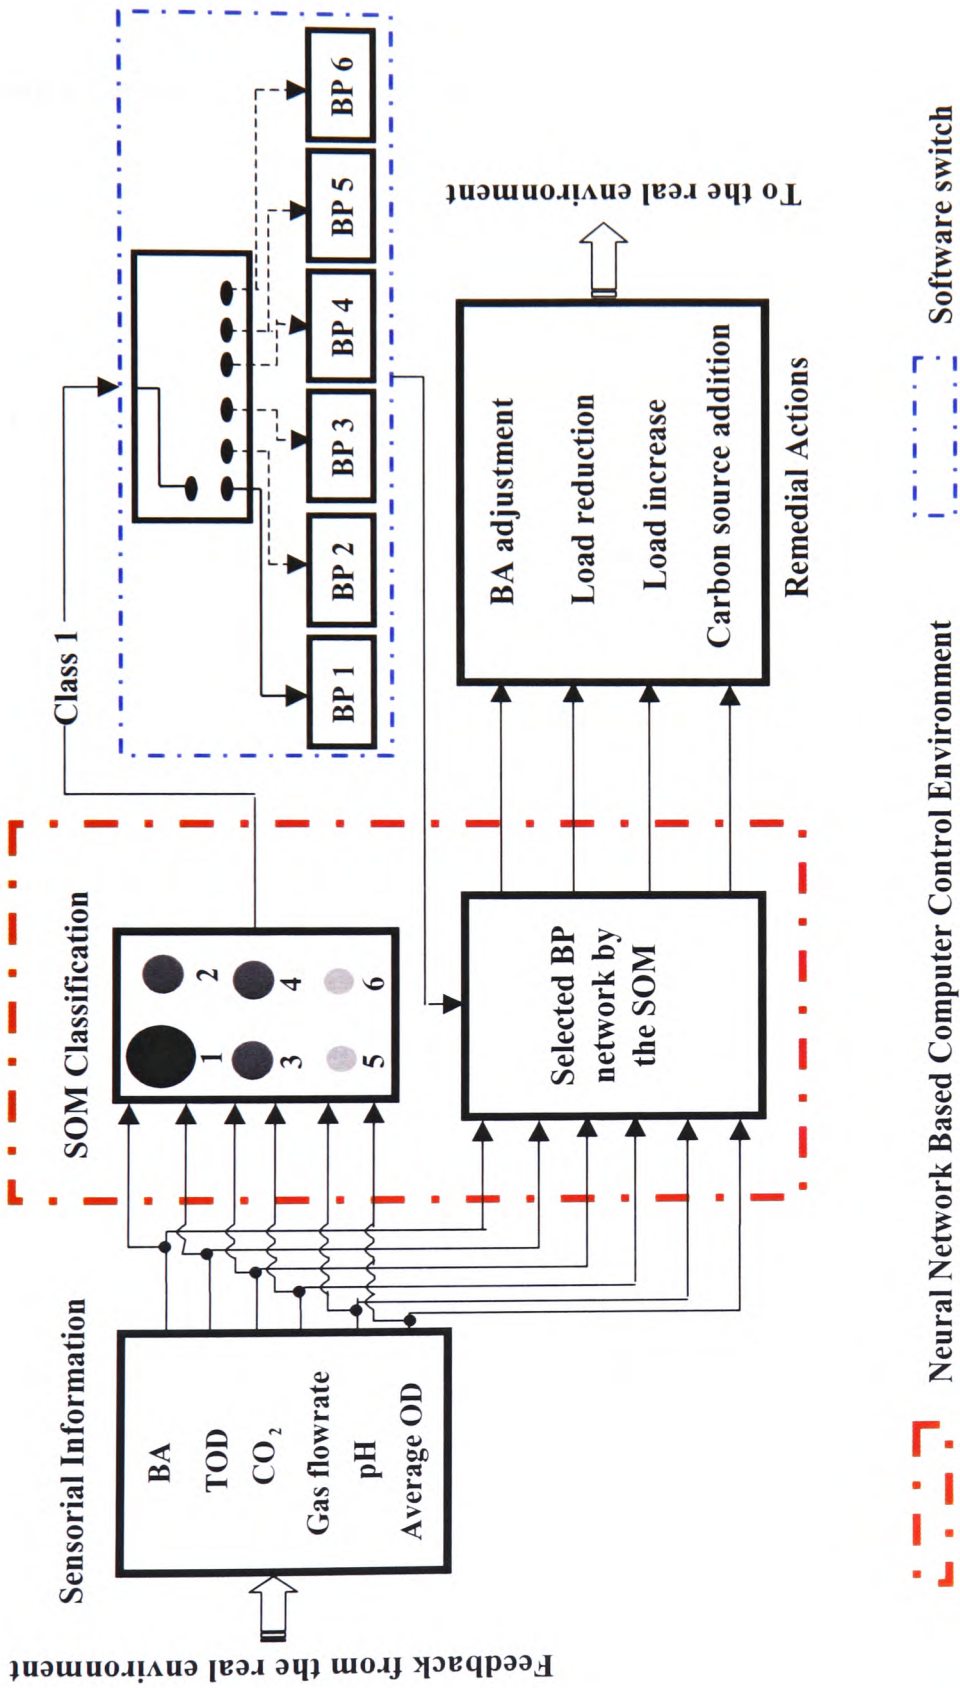 Feedback from the real environment
Sensorial Information
BA
TOD
CO2
Gas flowrate
pH
Average OD
SOM Classification
1
2
3
4
5
6
Selected BP
network by
the SOM
Class 1
BP 1
BP 2
BP 3
BP 4
BP 5
BP 6
BA adjustment
Load reduction
Load increase
Carbon source addition
Remedial Actions
To the real environment
Neural Network Based Computer Control Environment
Software switch